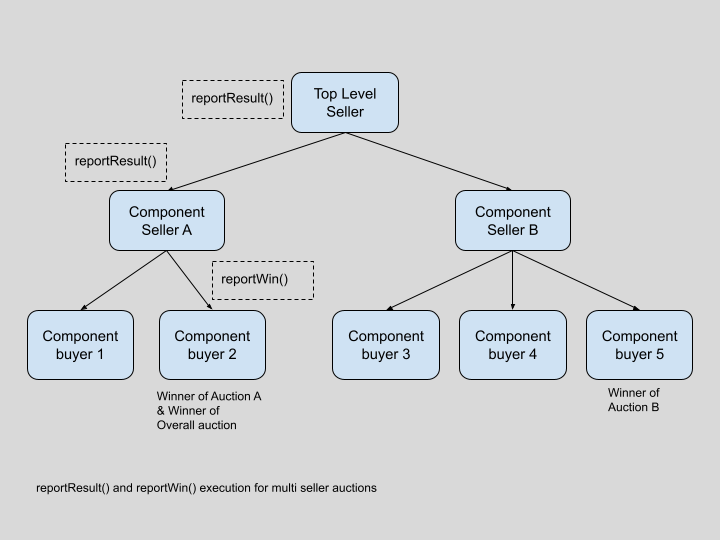 reportResult()
Top Level
Seller
reportResult()
Component
Seller A
Component
Seller B
reportWin()
Component
buyer 1
Component
buyer 2
Component
buyer 3
Component
buyer 4
Component
buyer 5
Winner of Auction A
& Winner of
Overall auction
Winner of
Auction B
reportResult() and reportWin() execution for multi seller auctions